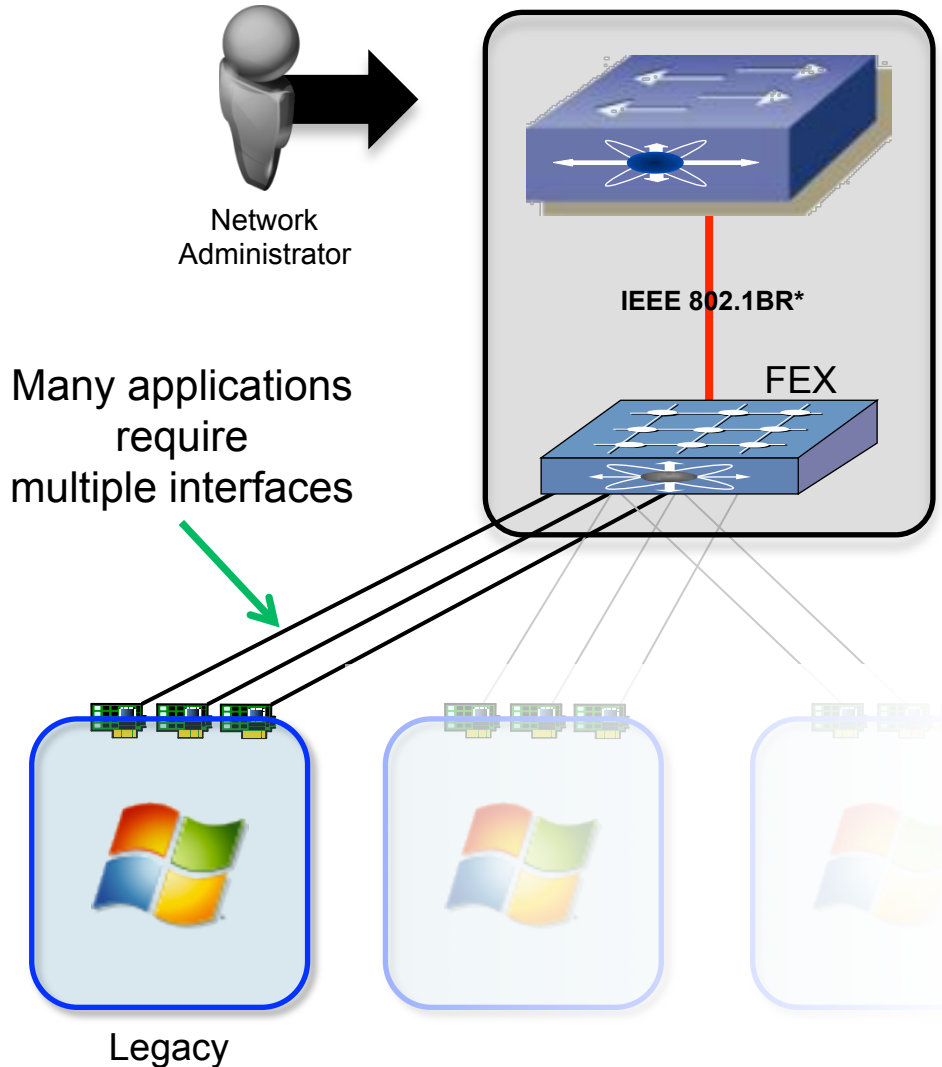 Network
Administrator
IEEE 802.1BR*
FEX
Many applications
require
multiple interfaces
Legacy